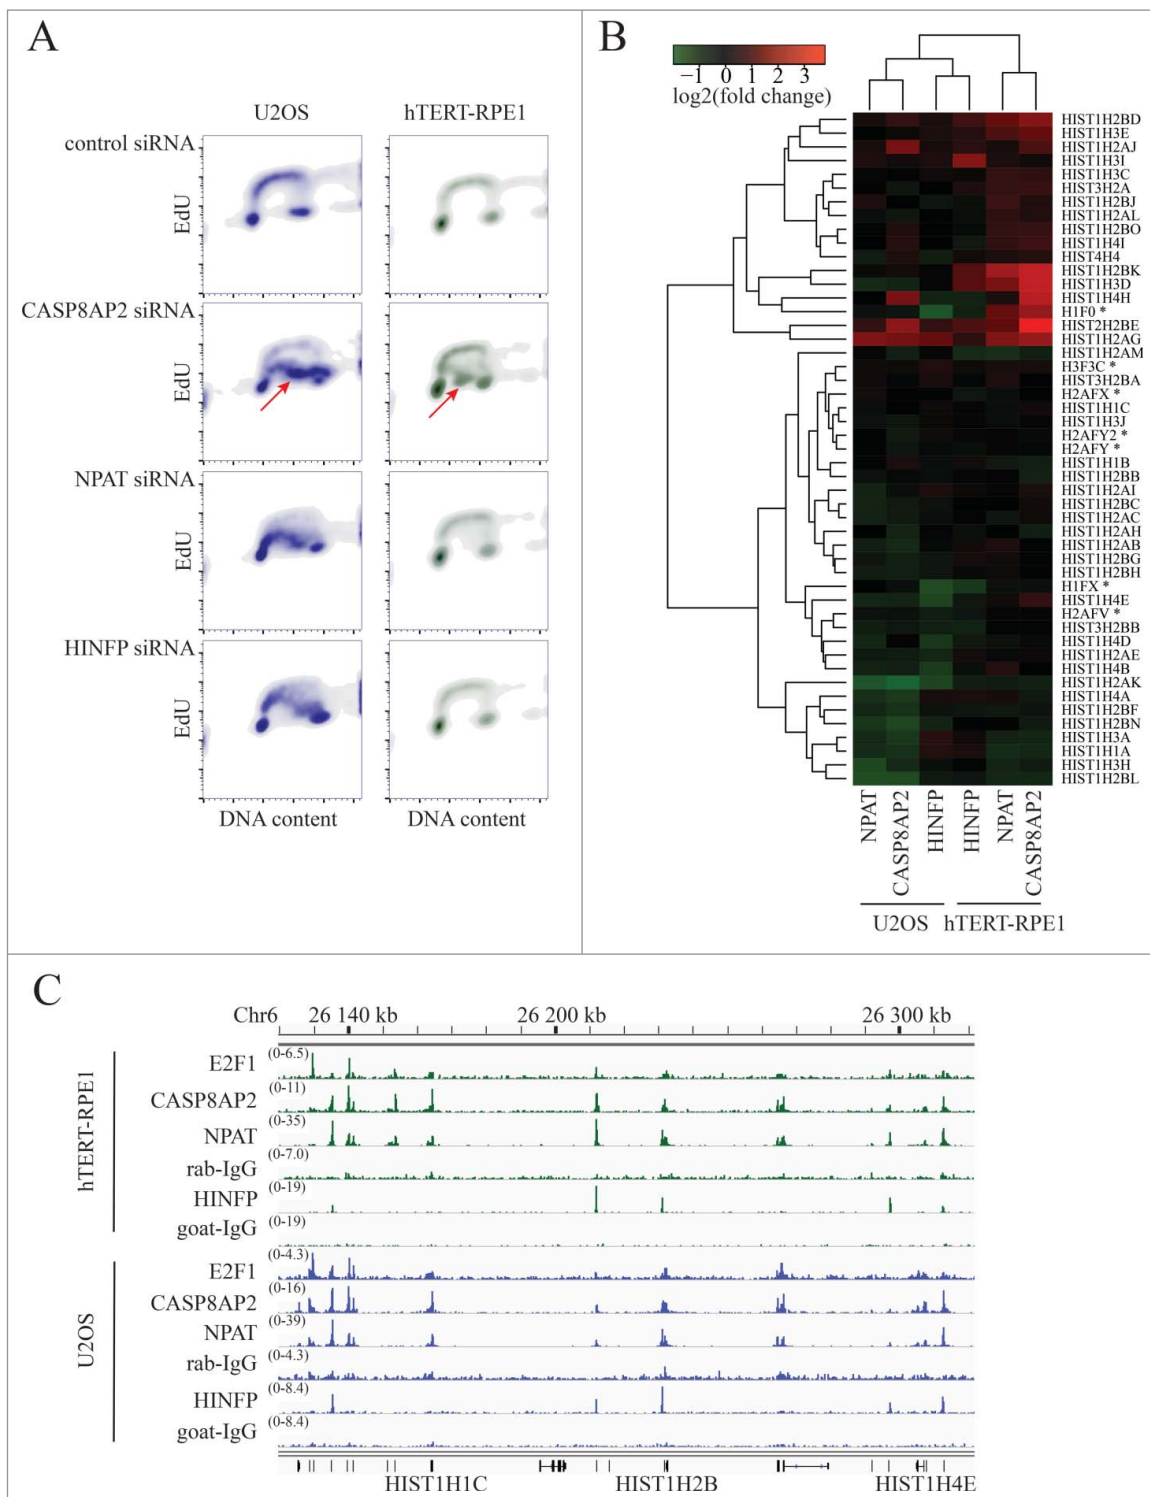 A
U2OS
hTERT-RPE1
control siRNA
EdU
CASP8AP2 siRNA
EdU
NPAT siRNA
EdU
HINFP siRNA
EdU
DNA content
DNA content
B
−1 0 1 2 3
log2(fold change)
HIST1H2BD
HIST1H3E
HIST1H2AJ
HIST1H3I
HIST1H3C
HIST3H2A
HIST1H2BJ
HIST1H2AL
HIST1H2BO
HIST1H4I
HIST4H4
HIST1H2BK
HIST1H3D
HIST1H4H
H1F0 *
HIST2H2BE
HIST1H2AG
HIST1H2AM
H3F3C *
HIST3H2BA
H2AFX *
HIST1H1C
HIST1H3J
H2AFY2 *
H2AFY *
HIST1H1B
HIST1H2BB
HIST1H2AI
HIST1H2BC
HIST1H2AC
HIST1H2AH
HIST1H2AB
HIST1H2BG
HIST1H2BH
H1FX *
HIST1H4E
H2AFV *
HIST3H2BB
HIST1H4D
HIST1H2AE
HIST1H4B
HIST1H2AK
HIST1H4A
HIST1H2BF
HIST1H2BN
HIST1H3A
HIST1H1A
HIST1H3H
HIST1H2BL
NPAT
CASP8AP2
HINFP
HINFP
NPAT
CASP8AP2
U2OS hTERT-RPE1
C
Chr6 26 140 kb 26 200 kb 26 300 kb
hTERT-RPE1
E2F1 (0-6.5)
CASP8AP2 (0-11)
NPAT (0-35)
rab-IgG (0-7.0)
HINFP (0-19)
goat-IgG (0-19)
U2OS
E2F1 (0-4.3)
CASP8AP2 (0-16)
NPAT (0-39)
rab-IgG (0-4.3)
HINFP (0-8.4)
goat-IgG (0-8.4)
HIST1H1C HIST1H2B HIST1H4E